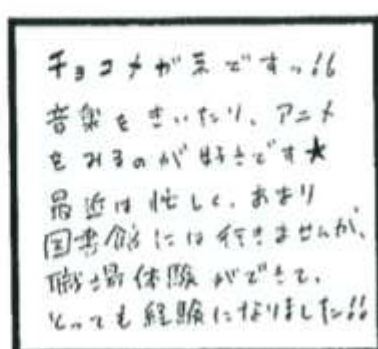 チョコメが末ですっ!!
音楽をきいたり、アニメ
をみるのが好きです★
最近は忙しく、あまり
図書館には行きませんが、
職場体験ができて、
とっても経験になりました!!